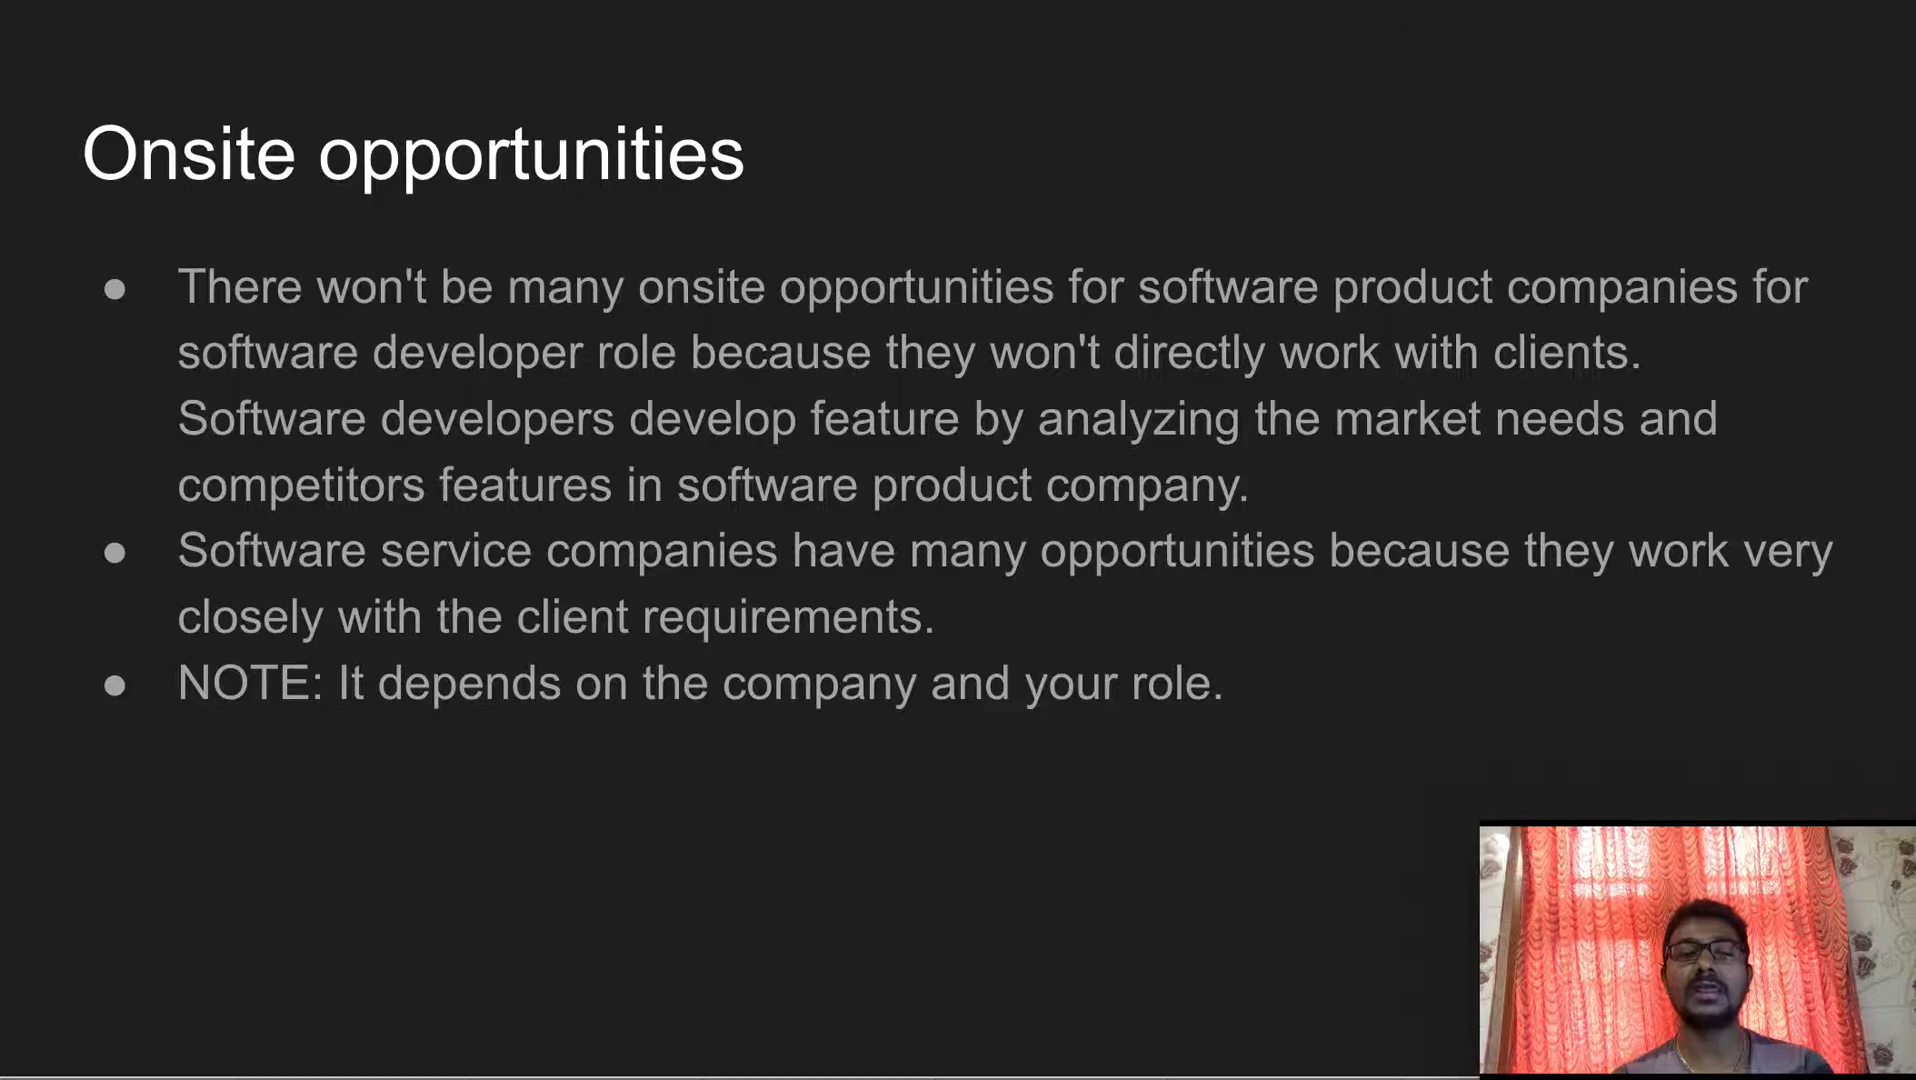 Onsite opportunities
● There won't be many onsite opportunities for software product companies for
software developer role because they won't directly work with clients.
Software developers develop feature by analyzing the market needs and
competitors features in software product company.
● Software service companies have many opportunities because they work very
closely with the client requirements.
● NOTE: It depends on the company and your role.